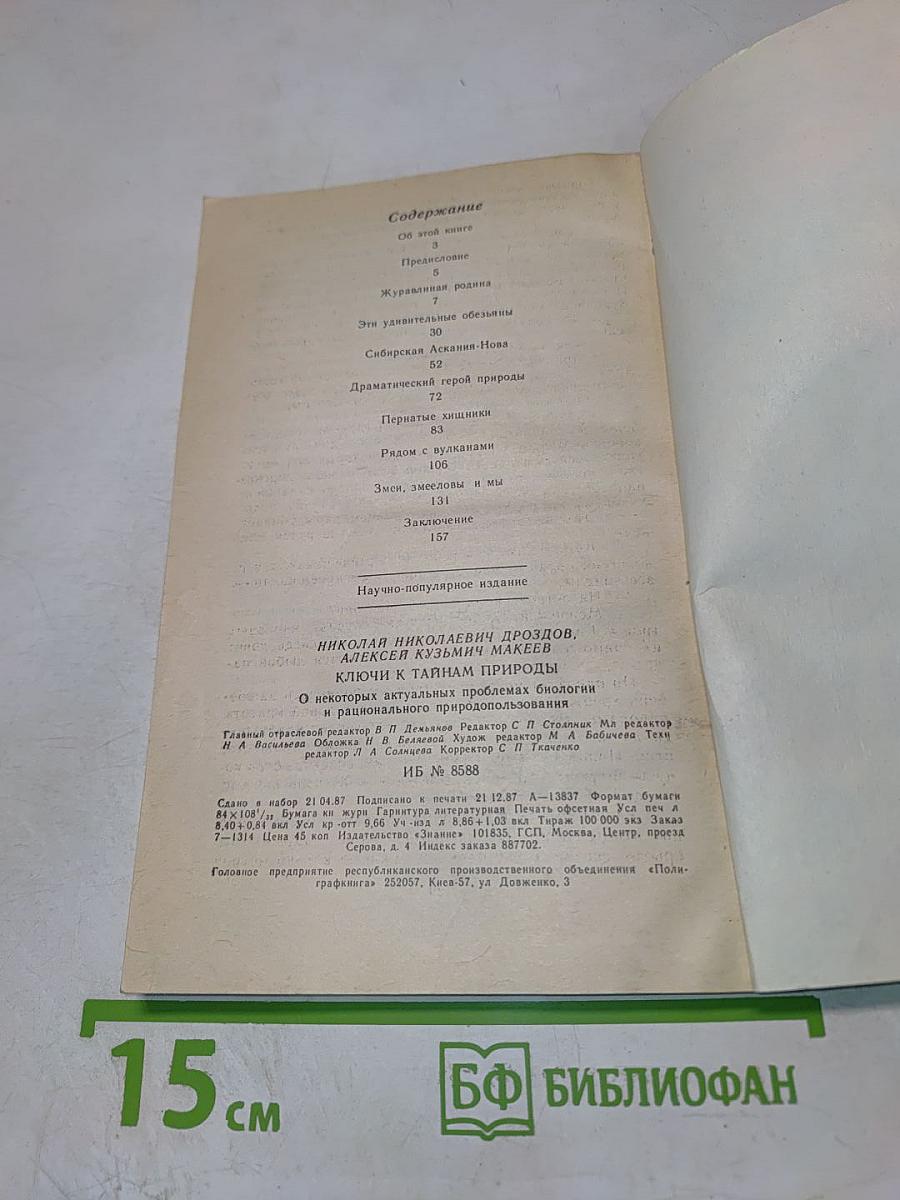 Содержание
Об этой книге
3
Предисловие
5
Журавлиная родина
7
Эти удивительные обезьяны
30
Сибирская Аскания-Нова
52
Драматический герой природы
72
Пернатые хищники
83
Рядом с вулканами
106
Змеи, змееловы и мы
131
Заключение
157
Научно-популярное издание
НИКОЛАЙ НИКОЛАЕВИЧ ДРОЗДОВ,
АЛЕКСЕЙ КУЗЬМИЧ МАКЕЕВ
КЛЮЧИ К ТАЙНАМ ПРИРОДЫ
О некоторых актуальных проблемах биологии
и рационального природопользования
Главный отраслевой редактор В П Демьянов Редактор С П Столпник Мл редактор
Н А Васильева Обложка Н В Беляевой Худож редактор М А Бабичева Техн
редактор Л А Солнцева Корректор С П Ткаченко
ИБ № 8588
Сдано в набор 21 04.87 Подписано к печати 21 12.87 А—13837 Формат бумаги
84×108¹/₃₂ Бумага кн журн Гарнитура литературная Печать офсетная Усл печ л
8,40+0,84 вкл Усл кр-отт 9,66 Уч-изд л 8,86+1,03 вкл Тираж 100 000 экз Заказ
7—1314 Цена 45 коп Издательство «Знание» 101835, ГСП, Москва, Центр, проезд
Серова, д. 4 Индекс заказа 887702.
Головное предприятие республиканского производственного объединения «Поли-
графкнига» 252057, Киев-57, ул Довженко, 3
15 см
БФ БИБЛИОФАН